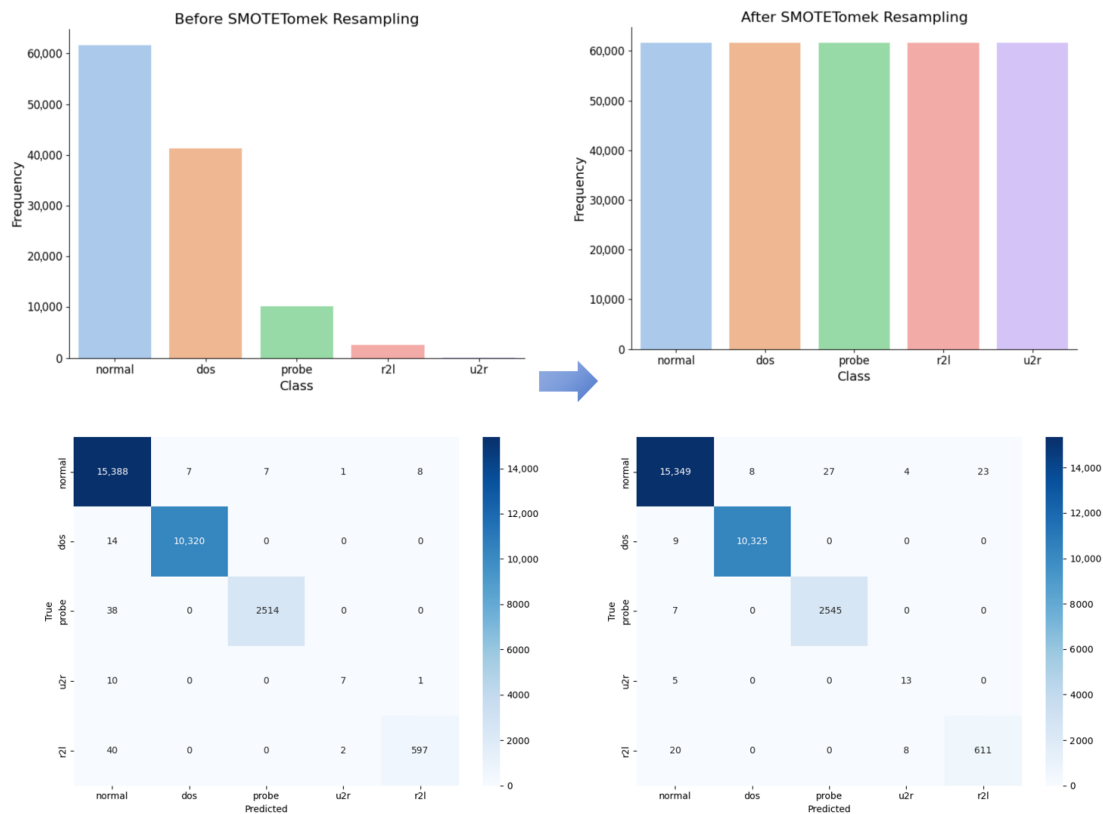 Before SMOTETomek Resampling
60,000
50,000
40,000
30,000
20,000
10,000
0
Frequency
normal dos probe r2l u2r
Class
After SMOTETomek Resampling
60,000
50,000
40,000
30,000
20,000
10,000
0
Frequency
normal dos probe r2l u2r
Class
normal 15,388 7 7 1 8
dos 14 10,320 0 0 0
True
probe 38 0 2514 0 0
u2r 10 0 0 7 1
r2l 40 0 0 2 597
normal dos probe u2r r2l
Predicted
14,000
12,000
10,000
8000
6000
4000
2000
0
normal 15,349 8 27 4 23
dos 9 10,325 0 0 0
True
probe 7 0 2545 0 0
u2r 5 0 0 13 0
r2l 20 0 0 8 611
normal dos probe u2r r2l
Predicted
14,000
12,000
10,000
8000
6000
4000
2000
0